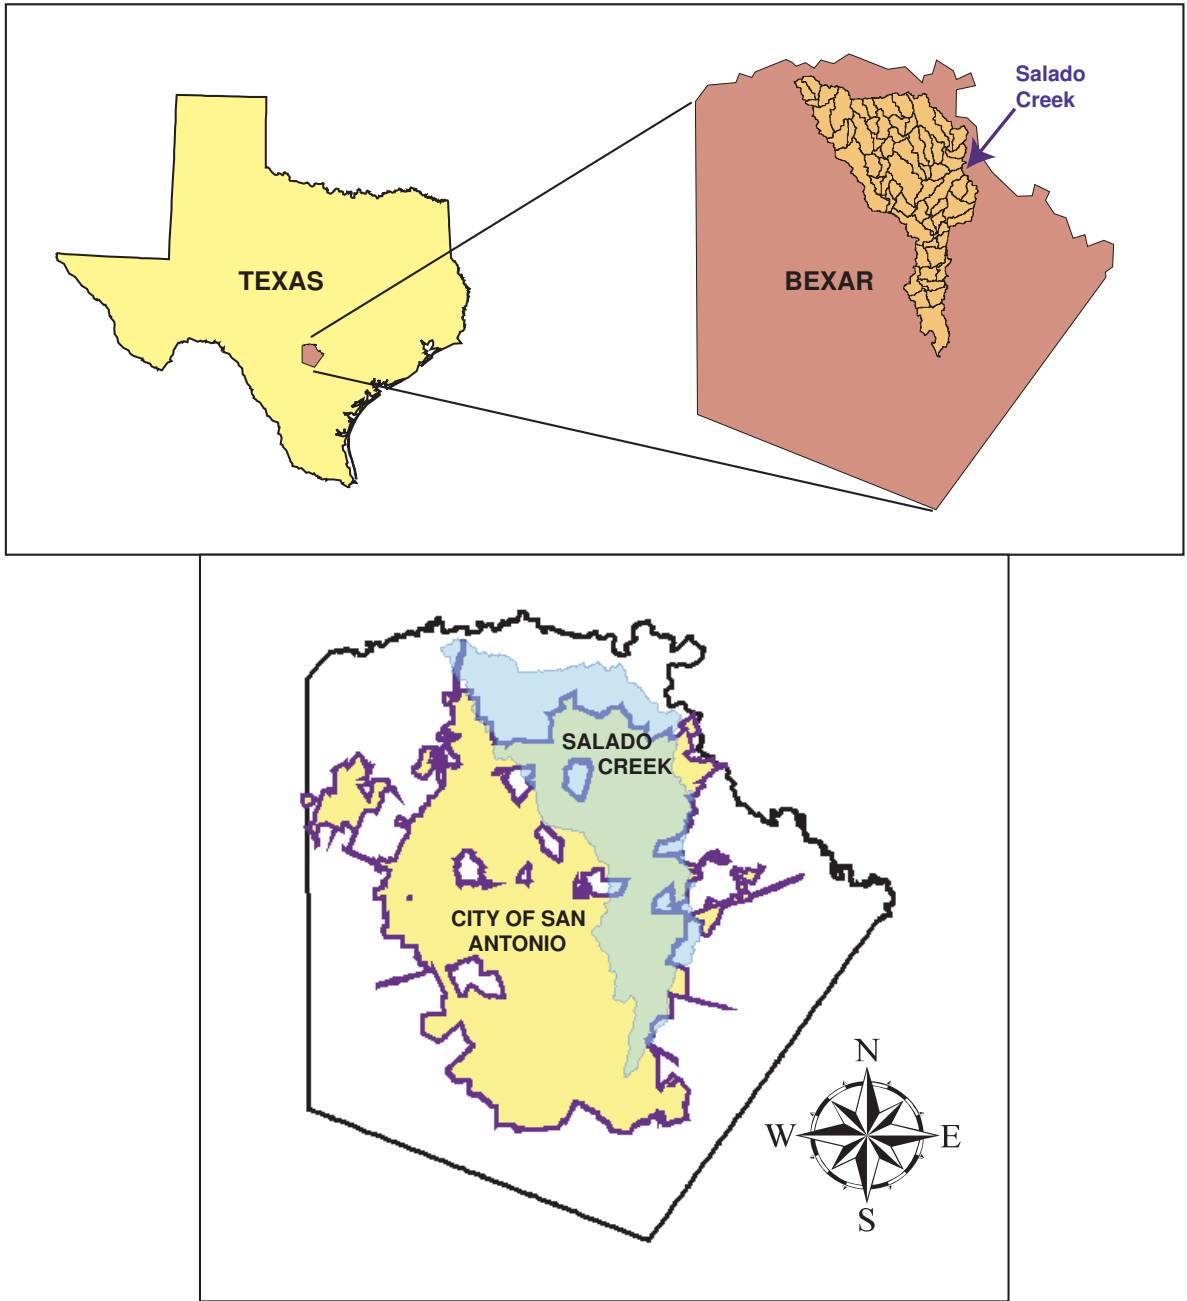 Salado
Creek
TEXAS
BEXAR
SALADO
CREEK
CITY OF SAN
ANTONIO
N
W
E
S